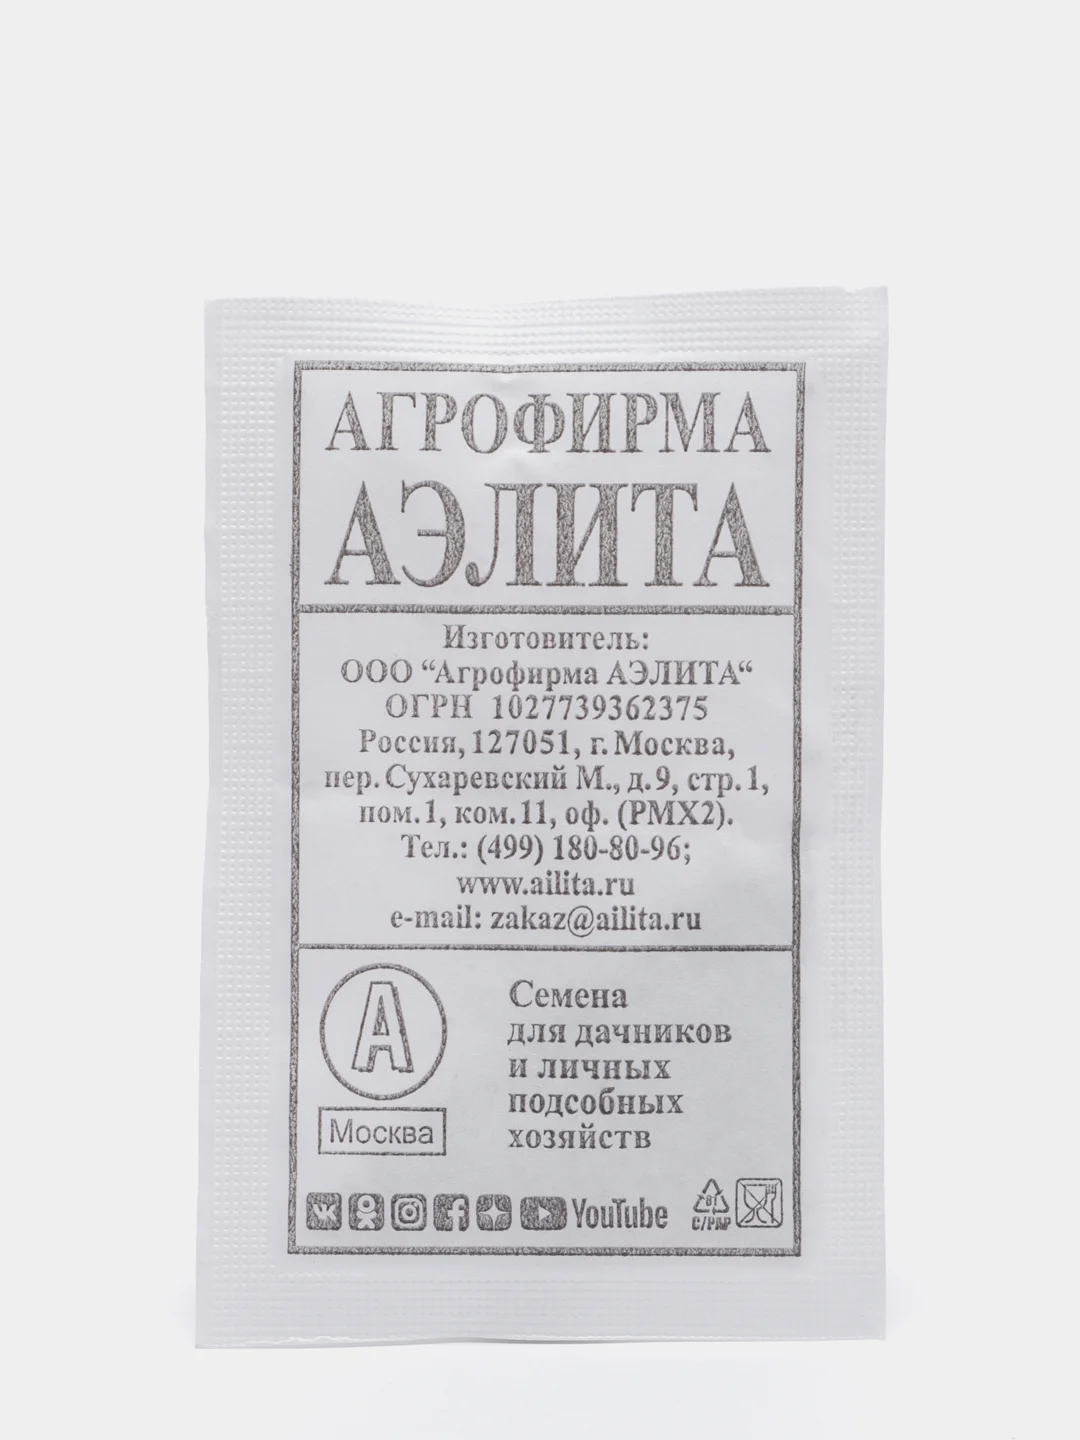 АГРОФИРМА
АЭЛИТА
Изготовитель:
ООО “Агрофирма АЭЛИТА“
ОГРН 1027739362375
Россия, 127051, г. Москва,
пер. Сухаревский М., д.9, стр.1,
пом.1, ком.11, оф. (РМХ2).
Тел.: (499) 180-80-96;
www.ailita.ru
e-mail: zakaz@ailita.ru
А
Москва
Семена
для дачников
и личных
подсобных
хозяйств
YouTube
C/PAP